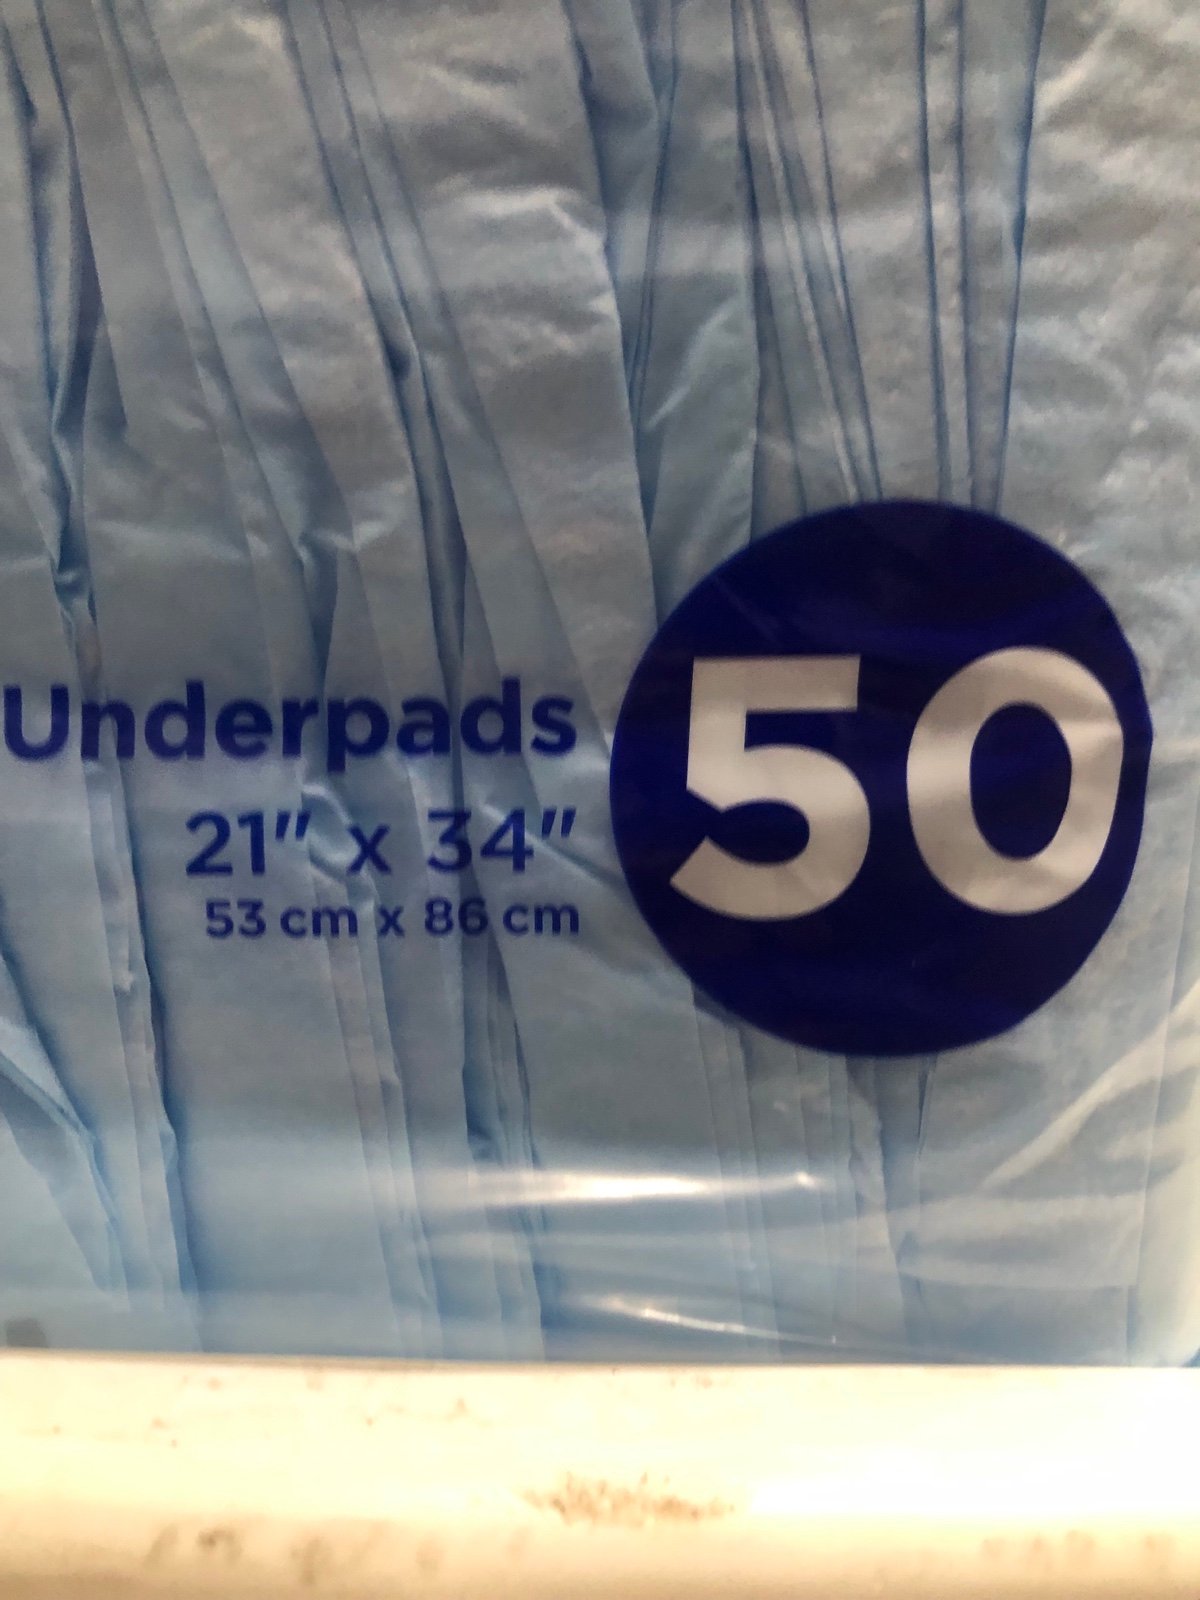 Underpads
21" x 34"
53 cm x 86 cm
50